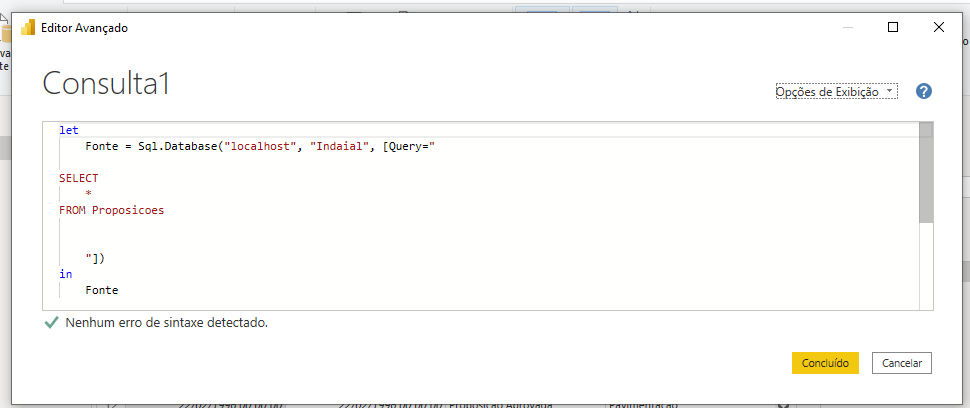 Editor Avançado
Consulta1
Opções de Exibição
?
let
Fonte = Sql.Database("localhost", "Indaial", [Query="
SELECT
*
FROM Proposicoes
"])
in
Fonte
Nenhum erro de sintaxe detectado.
Concluído
Cancelar